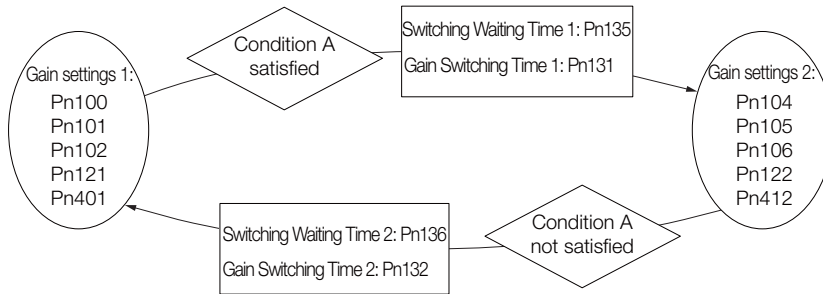 Gain settings 1:
Pn100
Pn101
Pn102
Pn121
Pn401
Condition A
satisfied
Switching Waiting Time 1: Pn135
Gain Switching Time 1: Pn131
Gain settings 2:
Pn104
Pn105
Pn106
Pn122
Pn412
Condition A
not satisfied
Switching Waiting Time 2: Pn136
Gain Switching Time 2: Pn132